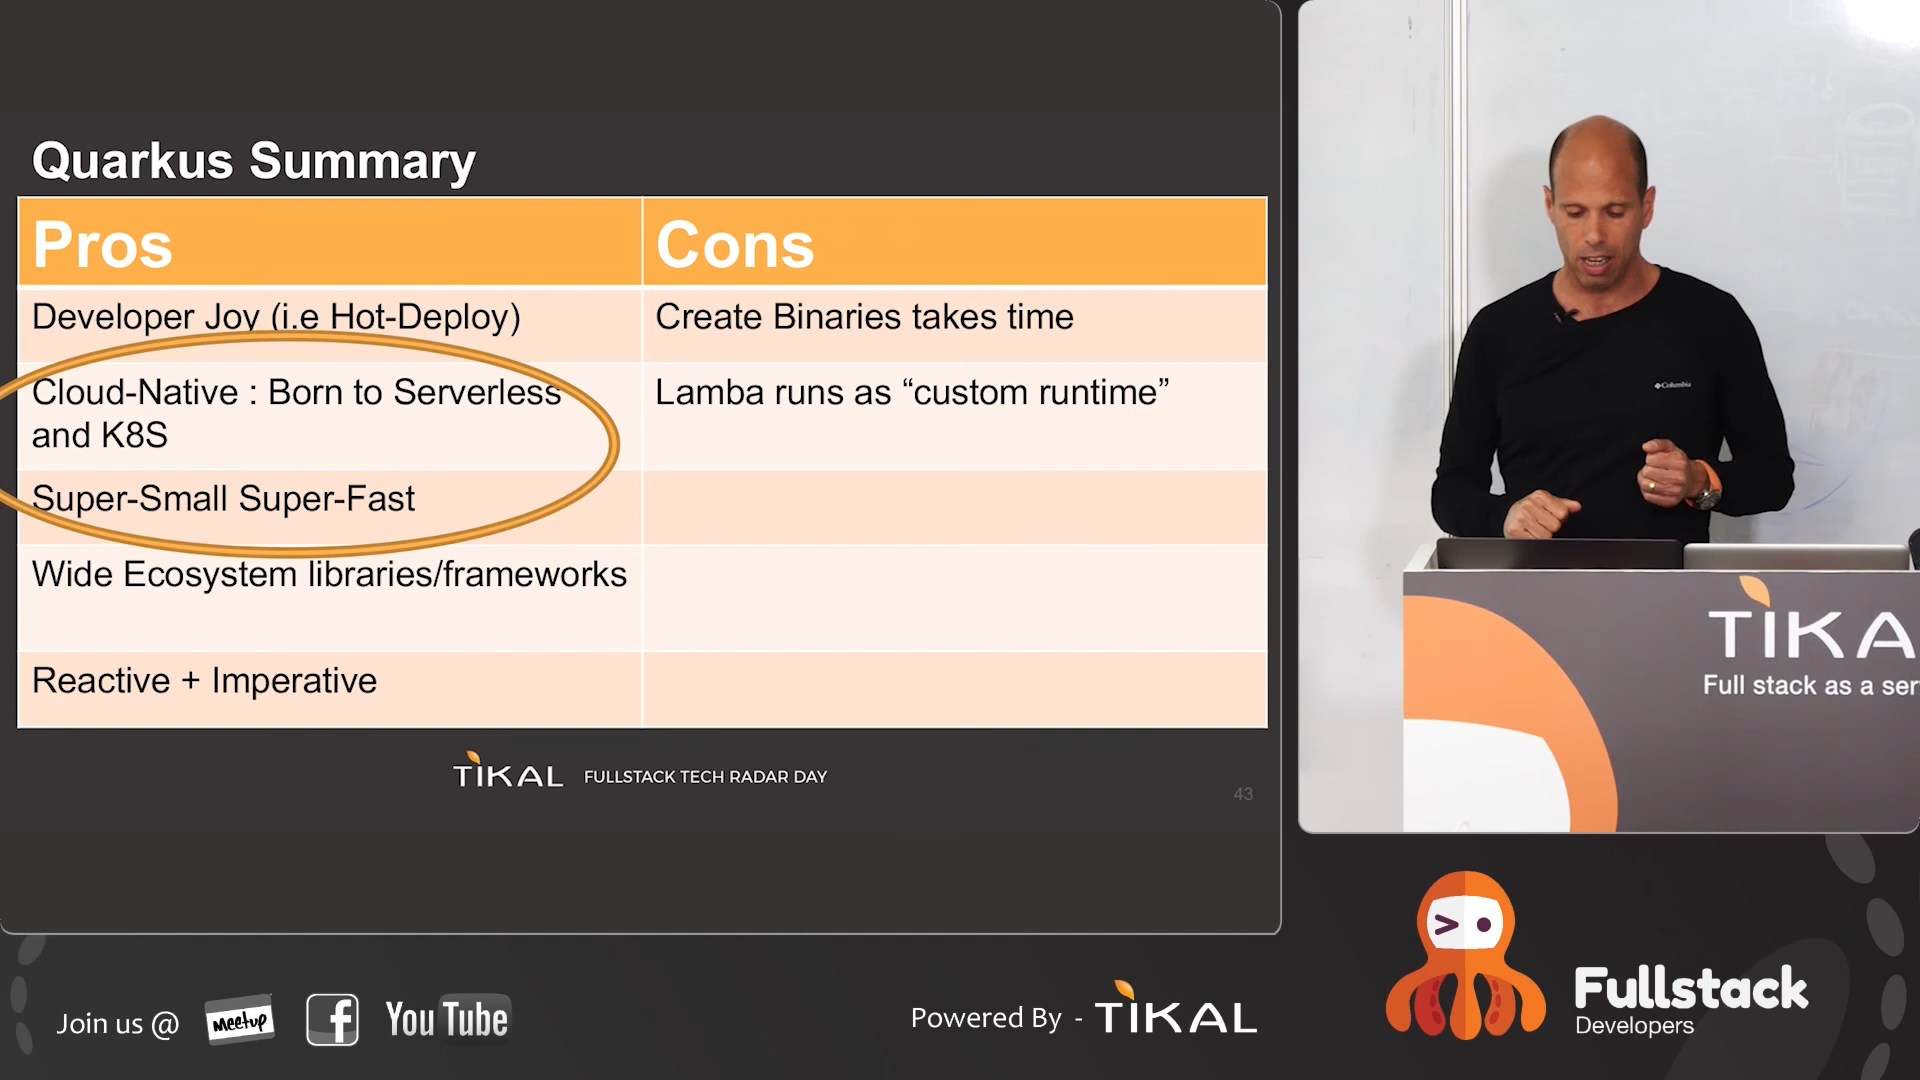 Quarkus Summary
Pros
Cons
Developer Joy (i.e Hot-Deploy)
Create Binaries takes time
Cloud-Native : Born to Serverless
and K8S
Lamba runs as “custom runtime”
Super-Small Super-Fast
Wide Ecosystem libraries/frameworks
Reactive + Imperative
TIKAL FULLSTACK TECH RADAR DAY
43
Columbia
TIKA
Full stack as a ser
Join us @ meetup f YouTube
Powered By - TIKAL
Fullstack
Developers